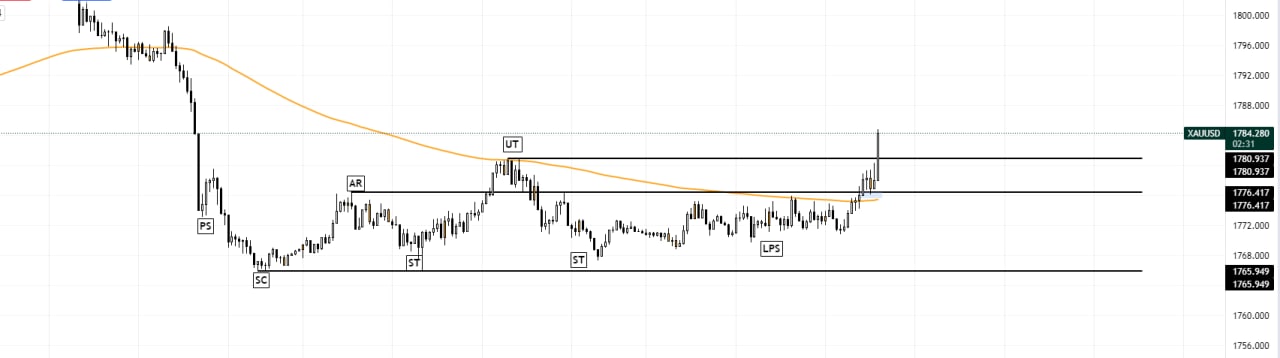 1800.000
1796.000
1792.000
1788.000
XAUUSD 1784.280
02:31
1780.937
1780.937
1776.417
1776.417
1772.000
1768.000
1765.949
1765.949
1760.000
1756.000
UT
AR
PS
ST
ST
LPS
SC